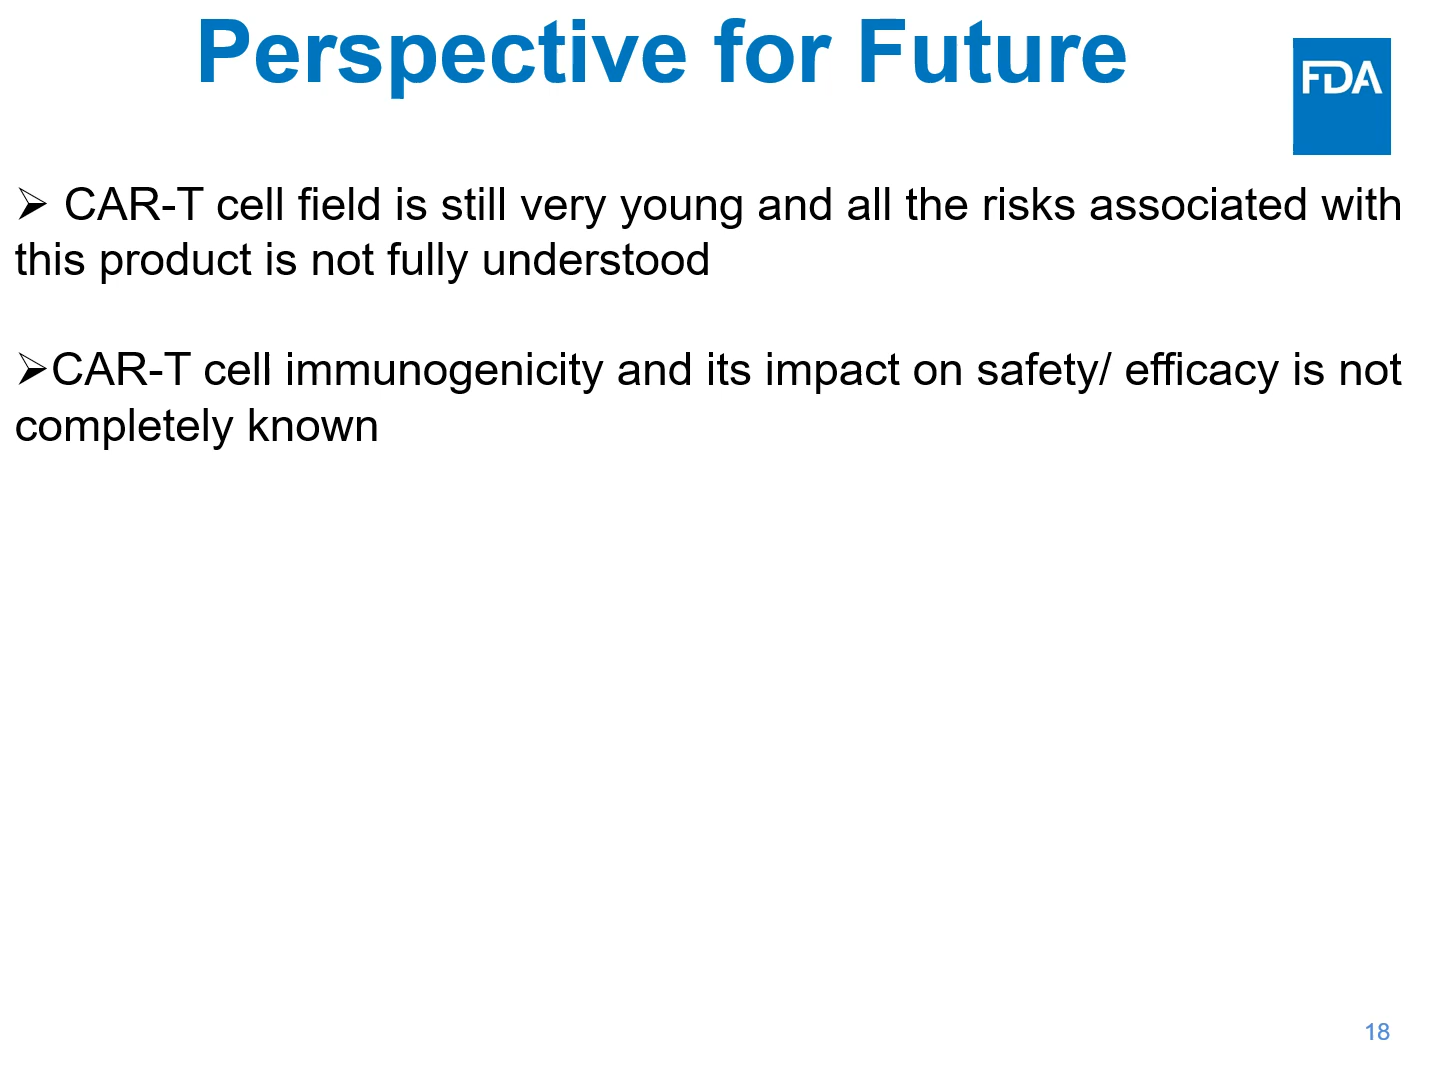 Perspective for Future
FDA
➢ CAR-T cell field is still very young and all the risks associated with
this product is not fully understood
➢CAR-T cell immunogenicity and its impact on safety/ efficacy is not
completely known
18